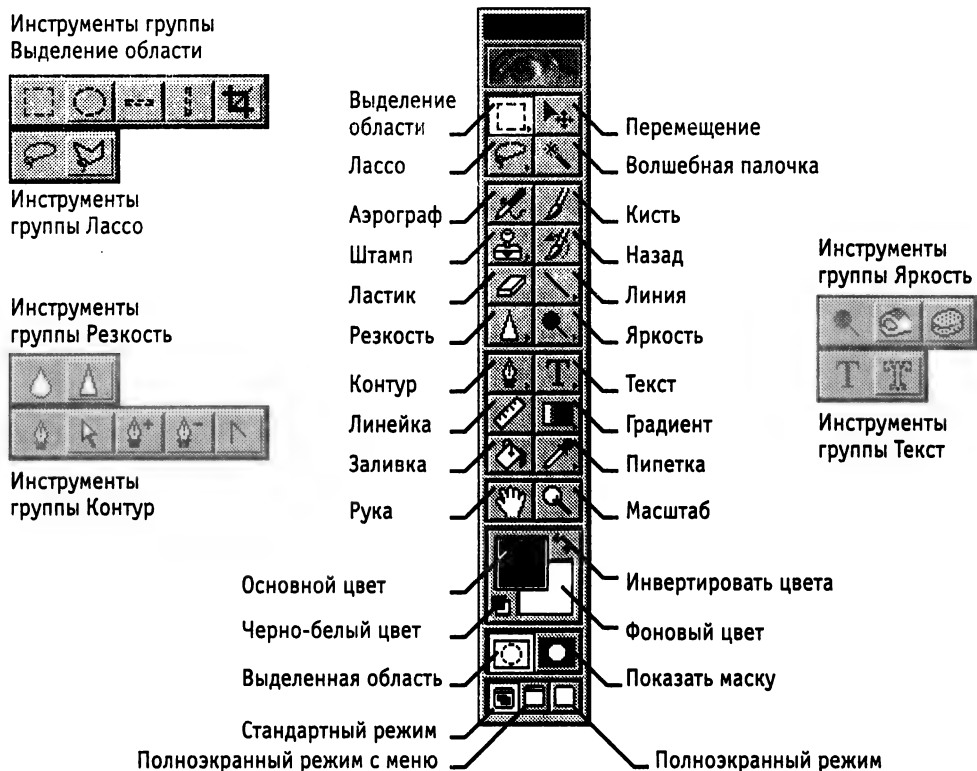 Инструменты группы
Выделение области
Инструменты
группы Лассо
Инструменты
группы Резкость
Инструменты
группы Контур
Выделение
области
Лассо
Аэрограф
Штамп
Ластик
Резкость
Контур
Линейка
Заливка
Рука
Основной цвет
Черно-белый цвет
Выделенная область
Стандартный режим
Полноэкранный режим с меню
Перемещение
Волшебная палочка
Кисть
Назад
Линия
Яркость
Текст
Градиент
Пипетка
Масштаб
Инвертировать цвета
Фоновый цвет
Показать маску
Полноэкранный режим
Инструменты
группы Яркость
Инструменты
группы Текст